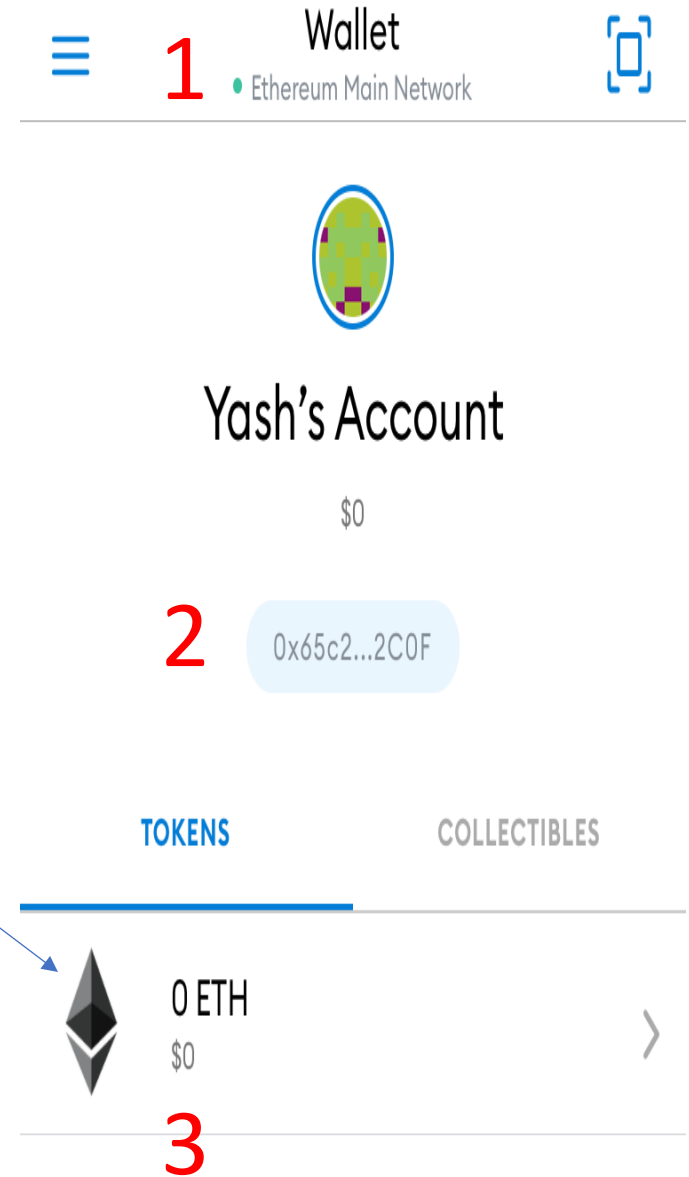 Wallet
1
Ethereum Main Network
Yash’s Account
$0
2
0x65c2...2C0F
TOKENS
COLLECTIBLES
0 ETH
$0
3